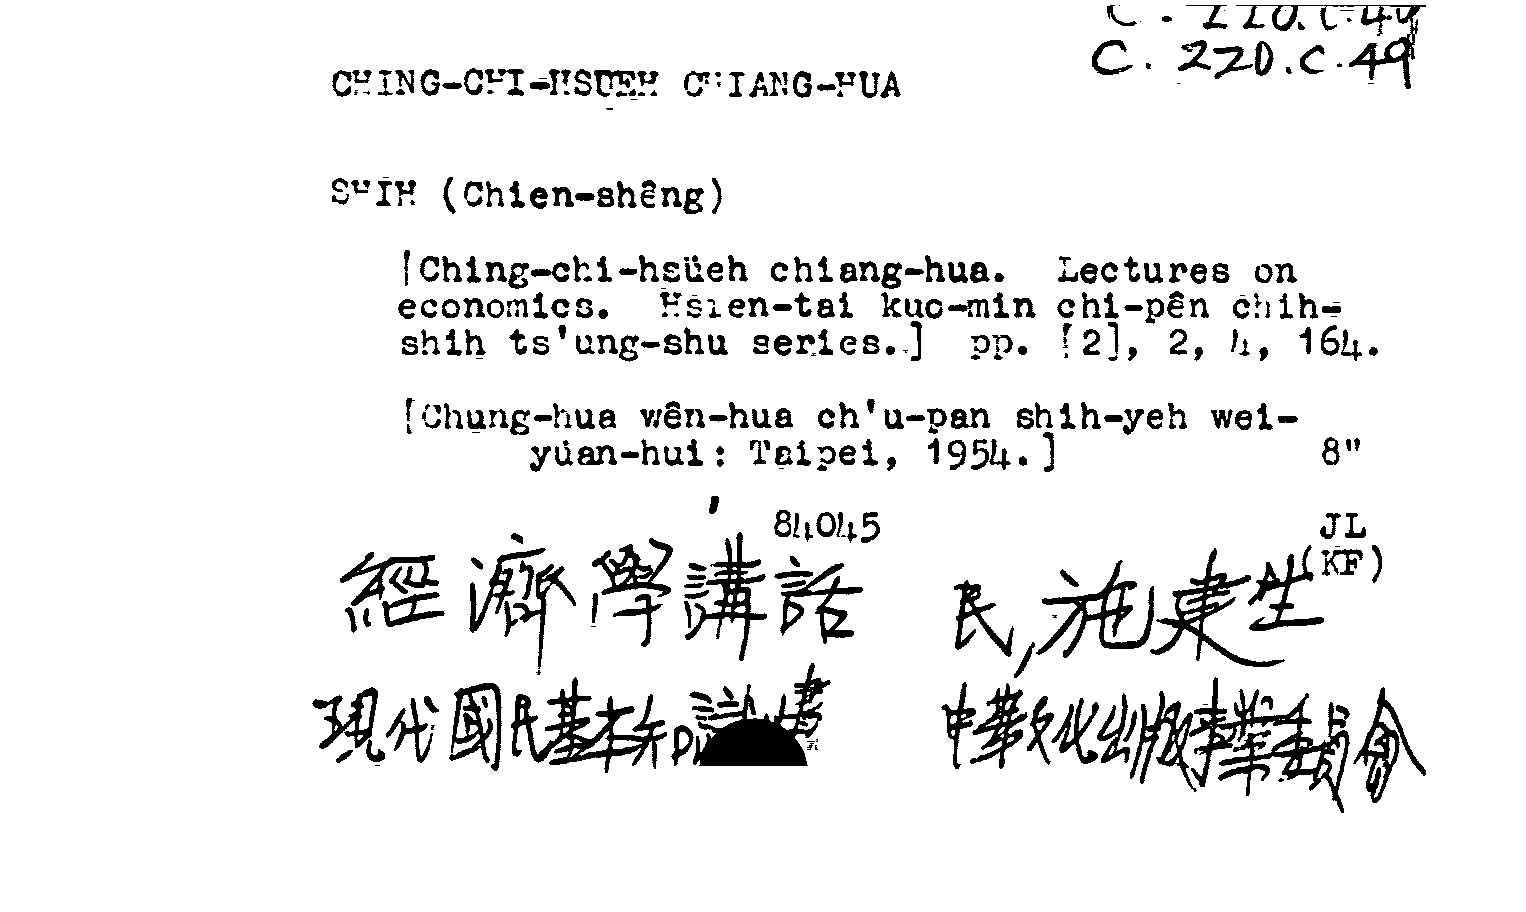 C. 220.C.49
C. 220.C.49
CHING-CHI-HSUEH CHIANG-HUA
SHIH (Chien-shêng)
[Ching-chi-hsüeh chiang-hua. Lectures on
economics. Hsien-tai kuo-min chi-pên chih-
shih ts'ung-shu series.] pp. [2], 2, 4, 164.
[Chung-hua wên-hua ch'u-pan shih-yeh wei-
yüan-hui: Taipei, 1954.] 8"
84045 JL
(KF)
經濟學講話 民,施建生
現代國民基本知識 書 中華文化出版事業委員會